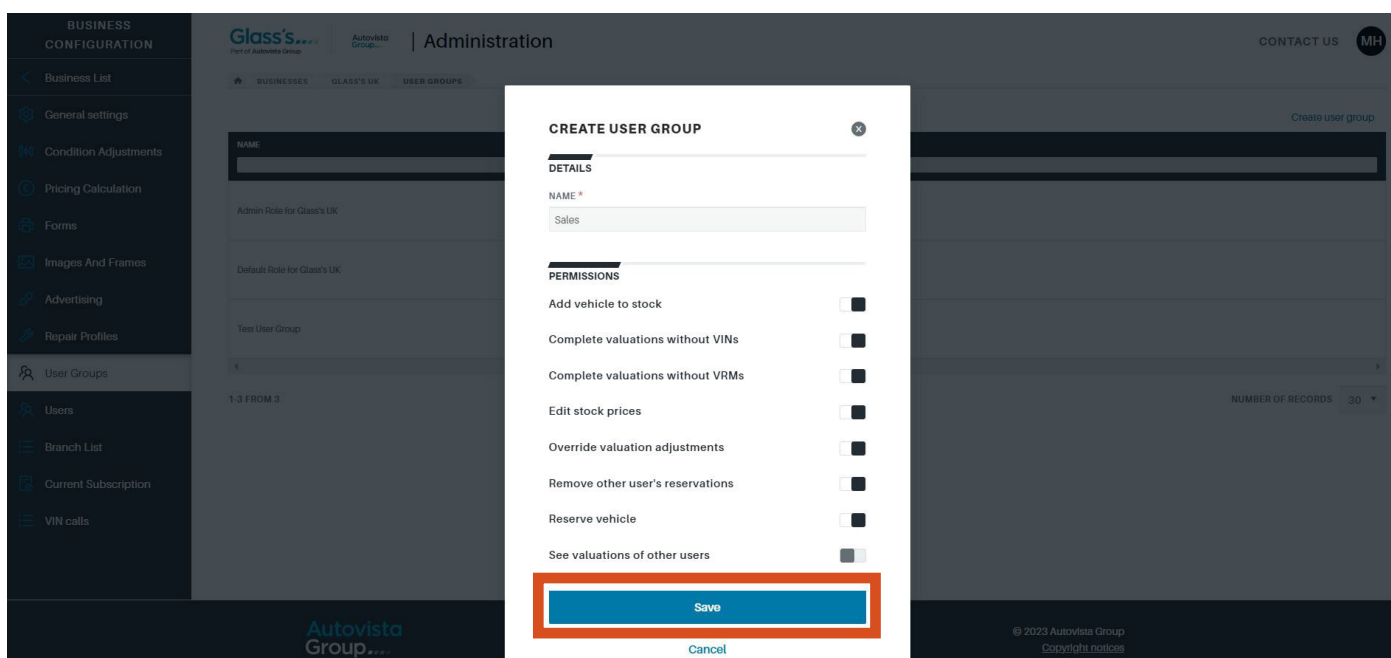 BUSINESS
CONFIGURATION
Business List
General settings
Condition Adjustments
Pricing Calculation
Forms
Images And Frames
Advertising
Repair Profiles
User Groups
Users
Branch List
Current Subscription
VIN calls
Glass's....
Part of Autovista Group
Autovista
Group...
| Administration
CONTACT US
MH
BUSINESSES GLASS'S UK USER GROUPS
Create user group
NAME
Admin Role for Glass's UK
Default Role for Glass's UK
Test User Group
1-3 FROM 3
NUMBER OF RECORDS 30
CREATE USER GROUP
DETAILS
NAME *
Sales
PERMISSIONS
Add vehicle to stock
Complete valuations without VINs
Complete valuations without VRMs
Edit stock prices
Override valuation adjustments
Remove other user's reservations
Reserve vehicle
See valuations of other users
Save
Cancel
Autovista
Group....
© 2023 Autovista Group
Copyright notices